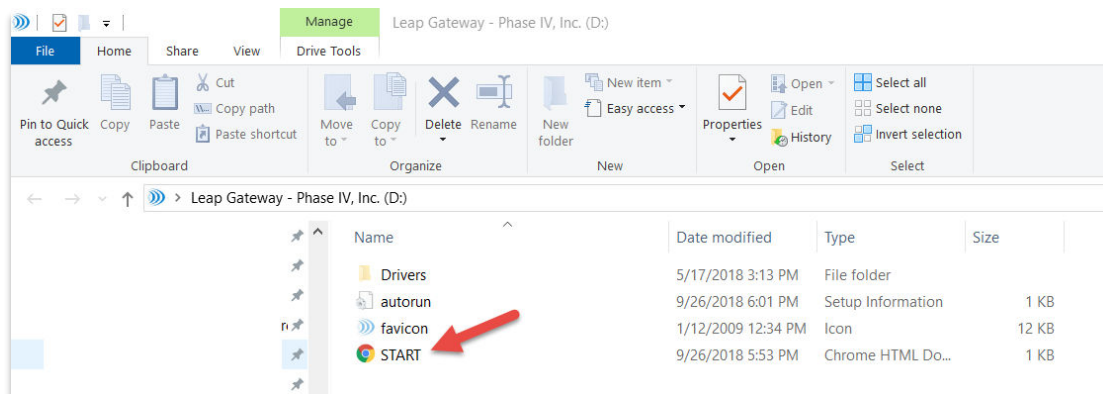 Manage
Leap Gateway - Phase IV, Inc. (D:)
File Home Share View Drive Tools
Pin to Quick access
Copy
Paste
Cut
Copy path
Paste shortcut
Clipboard
Move to
Copy to
Delete
Rename
Organize
New folder
New item
Easy access
New
Properties
Open
Edit
History
Open
Select all
Select none
Invert selection
Select
Leap Gateway - Phase IV, Inc. (D:)
Name Date modified Type Size
Drivers 5/17/2018 3:13 PM File folder
autorun 9/26/2018 6:01 PM Setup Information 1 KB
favicon 1/12/2009 12:34 PM Icon 12 KB
START 9/26/2018 5:53 PM Chrome HTML Do... 1 KB